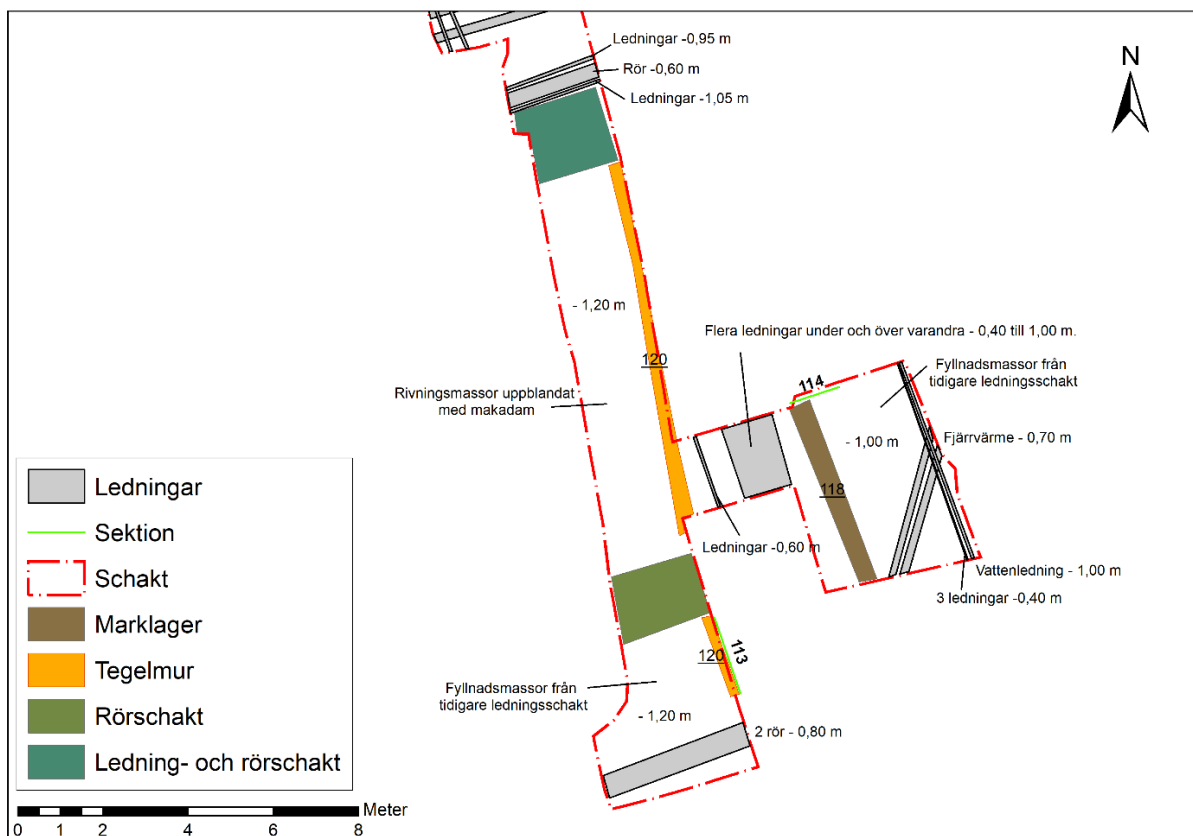 Ledningar -0,95 m
Rör -0,60 m
Ledningar -1,05 m
N
- 1,20 m
Flera ledningar under och över varandra - 0,40 till 1,00 m.
120
114
Fyllnadsmassor från
tidigare ledningsschakt
Rivningsmassor uppblandat
med makadam
- 1,00 m
Fjärrvärme - 0,70 m
118
Ledningar -0,60 m
Vattenledning - 1,00 m
3 ledningar -0,40 m
120
113
Fyllnadsmassor från
tidigare ledningsschakt
- 1,20 m
2 rör - 0,80 m
Ledningar
Sektion
Schakt
Marklager
Tegelmur
Rörschakt
Ledning- och rörschakt
Meter
0 1 2 4 6 8